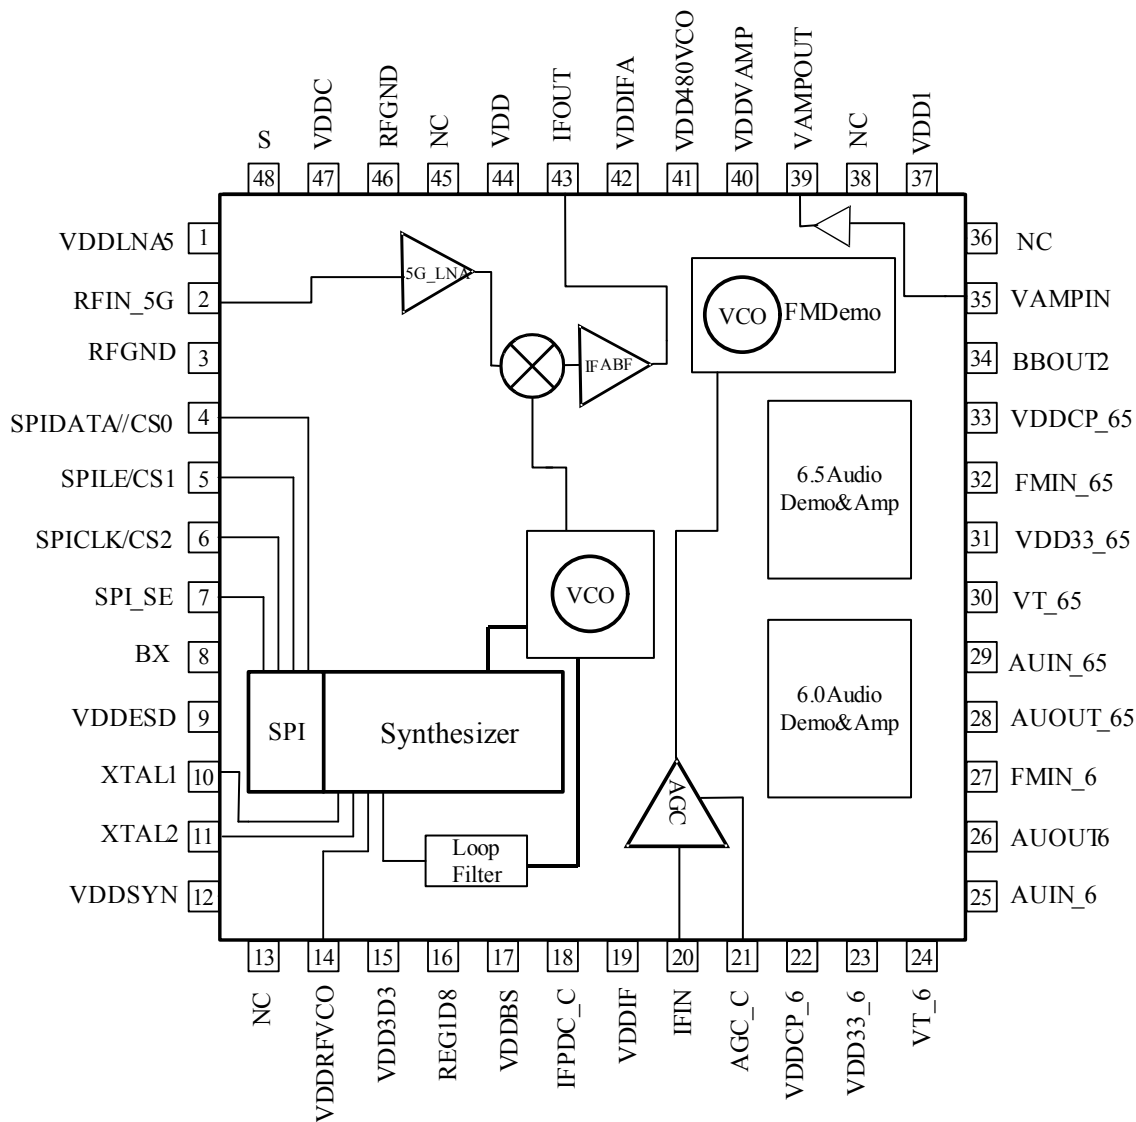 S
VDDC
RFGND
NC
VDD
IFOUT
VDDIFA
VDD480VCO
VDDVAMP
VAMPOUT
NC
VDD1
48
47
46
45
44
43
42
41
40
39
38
37
VDDLNA5
1
RFIN_5G
2
RFGND
3
SPIDATA//CS0
4
SPILE/CS1
5
SPICLK/CS2
6
SPI_SE
7
BX
8
VDDESD
9
XTAL1
10
XTAL2
11
VDDSYN
12
5G_LNA
IFABF
VCO
FMDemo
6.5Audio
Demo&Amp
VCO
6.0Audio
Demo&Amp
SPI
Synthesizer
AGC
Loop
Filter
36
NC
35
VAMPIN
34
BBOUT2
33
VDDCP_65
32
FMIN_65
31
VDD33_65
30
VT_65
29
AUIN_65
28
AUOUT_65
27
FMIN_6
26
AUOUT6
25
AUIN_6
13
14
15
16
17
18
19
20
21
22
23
24
NC
VDDRFVCO
VDD3D3
REG1D8
VDDBS
IFPDC_C
VDDIF
IFIN
AGC_C
VDDCP_6
VDD33_6
VT_6